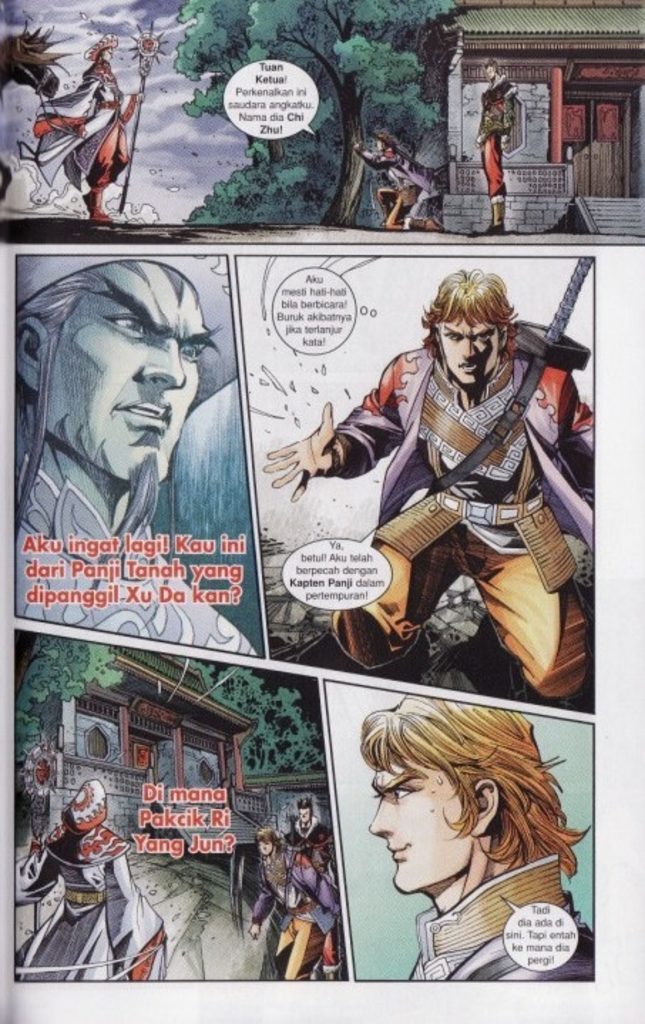 Tuan
Ketua!
Perkenalkan ini
saudara angkatku.
Nama dia Chi
Zhu!
Aku
mesti hati-hati
bila berbicara!
Buruk akibatnya
jika terlanjur
kata!
Aku ingat lagi! Kau ini
dari Panji Tanah yang
dipanggil Xu Da kan?
Ya,
betul! Aku telah
berpecah dengan
Kapten Panji dalam
pertempuran!
Di mana
Pakcik Ri
Yang Jun?
Tadi
dia ada di
sini. Tapi entah
ke mana dia
pergi!